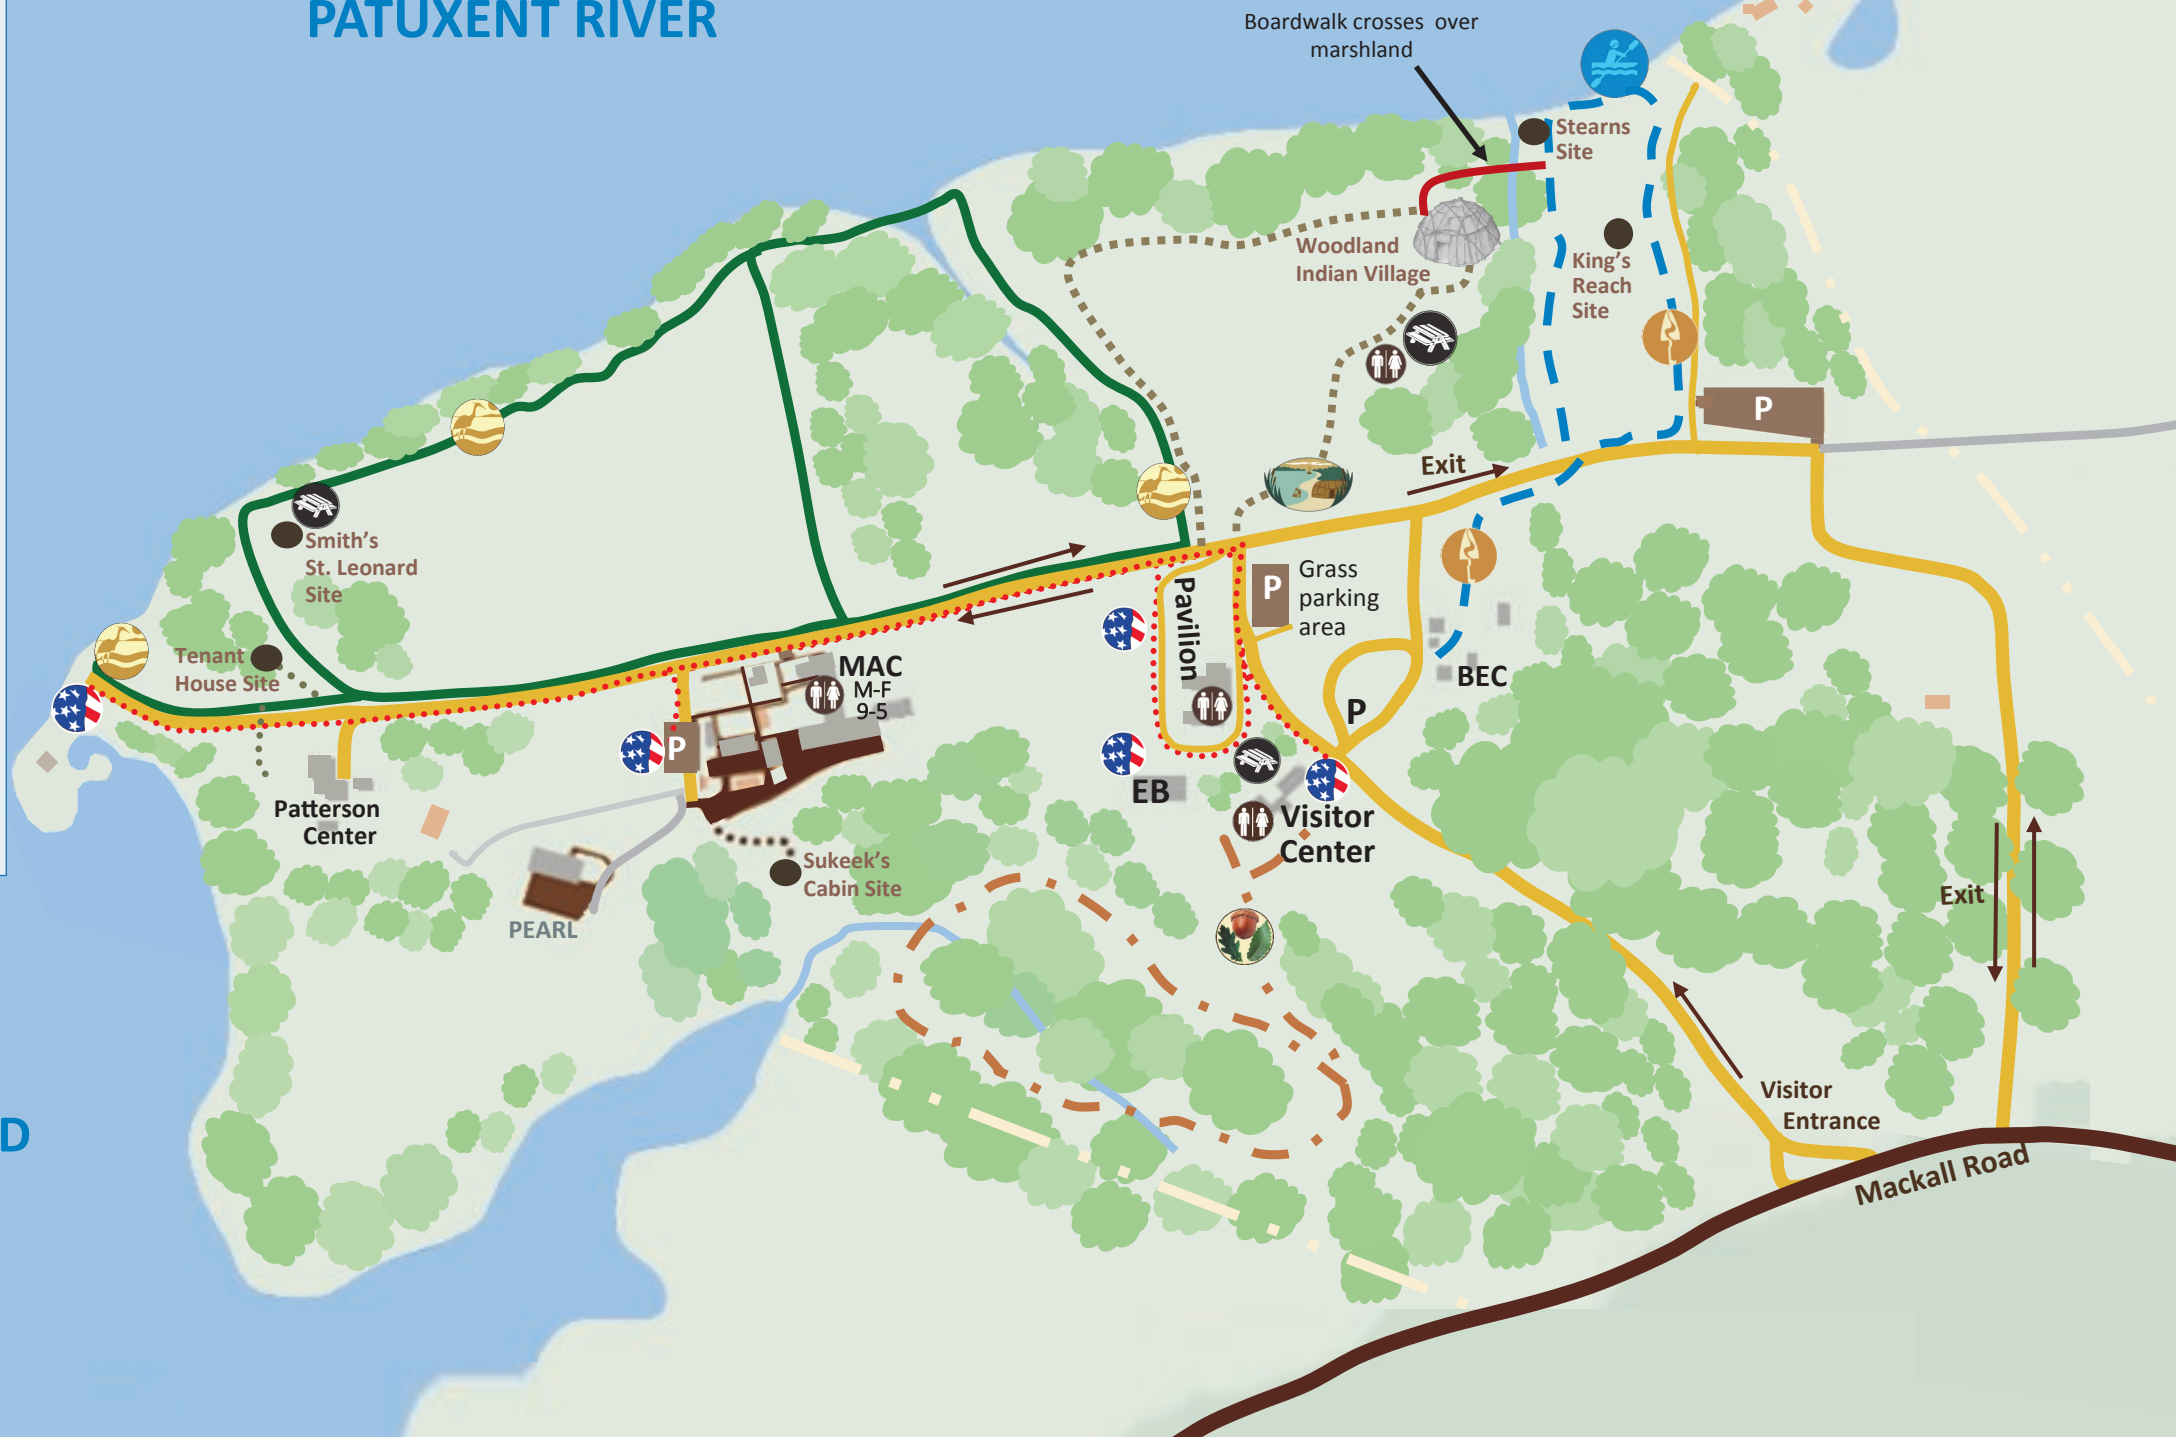 PATUXENT RIVER
Boardwalk crosses over
marshland
Stearns
Site
Woodland
Indian Village
King's
Reach
Site
P
Exit
Smith's
St. Leonard
Site
Grass
parking
area
P
Pavilion
Tenant
House Site
MAC
M-F
9-5
P
BEC
P
EB
Patterson
Center
Visitor
Center
Sukeek's
Cabin Site
PEARL
Exit
Visitor
Entrance
D
Mackall Road